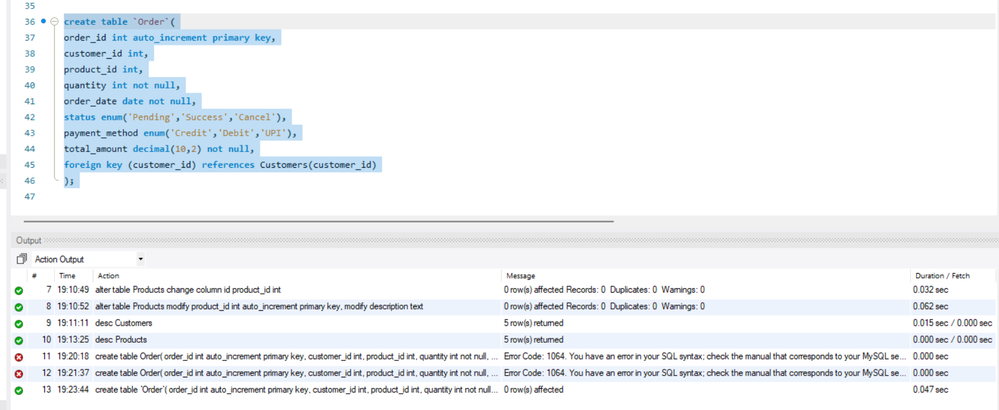 35
36 create table `Order`(
37 order_id int auto_increment primary key,
38 customer_id int,
39 product_id int,
40 quantity int not null,
41 order_date date not null,
42 status enum('Pending','Success','Cancel'),
43 payment_method enum('Credit','Debit','UPI'),
44 total_amount decimal(10,2) not null,
45 foreign key (customer_id) references Customers(customer_id)
46 );
47
Output
Action Output
# Time Action Message Duration / Fetch
7 19:10:49 alter table Products change column id product_id int 0 row(s) affected Records: 0 Duplicates: 0 Warnings: 0 0.032 sec
8 19:10:52 alter table Products modify product_id int auto_increment primary key, modify description text 0 row(s) affected Records: 0 Duplicates: 0 Warnings: 0 0.062 sec
9 19:11:11 desc Customers 5 row(s) returned 0.015 sec / 0.000 sec
10 19:13:25 desc Products 5 row(s) returned 0.000 sec / 0.000 sec
11 19:20:18 create table Order( order_id int auto_increment primary key, customer_id int, product_id int, quantity int not null, ... Error Code: 1064. You have an error in your SQL syntax; check the manual that corresponds to your MySQL se... 0.000 sec
12 19:21:37 create table Order( order_id int auto_increment primary key, customer_id int, product_id int, quantity int not null, ... Error Code: 1064. You have an error in your SQL syntax; check the manual that corresponds to your MySQL se... 0.000 sec
13 19:23:44 create table `Order`( order_id int auto_increment primary key, customer_id int, product_id int, quantity int not null... 0 row(s) affected 0.047 sec